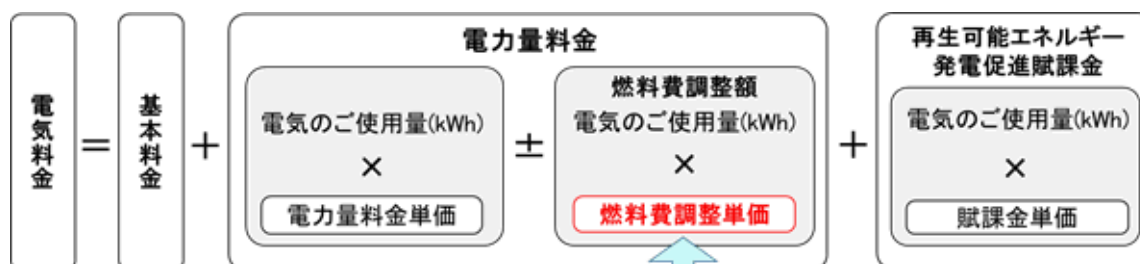 電気料金
=
基本料金
+
電力量料金
電気のご使用量(kWh)
×
電力量料金単価
±
燃料費調整額
電気のご使用量(kWh)
×
燃料費調整単価
+
再生可能エネルギー
発電促進賦課金
電気のご使用量(kWh)
×
賦課金単価